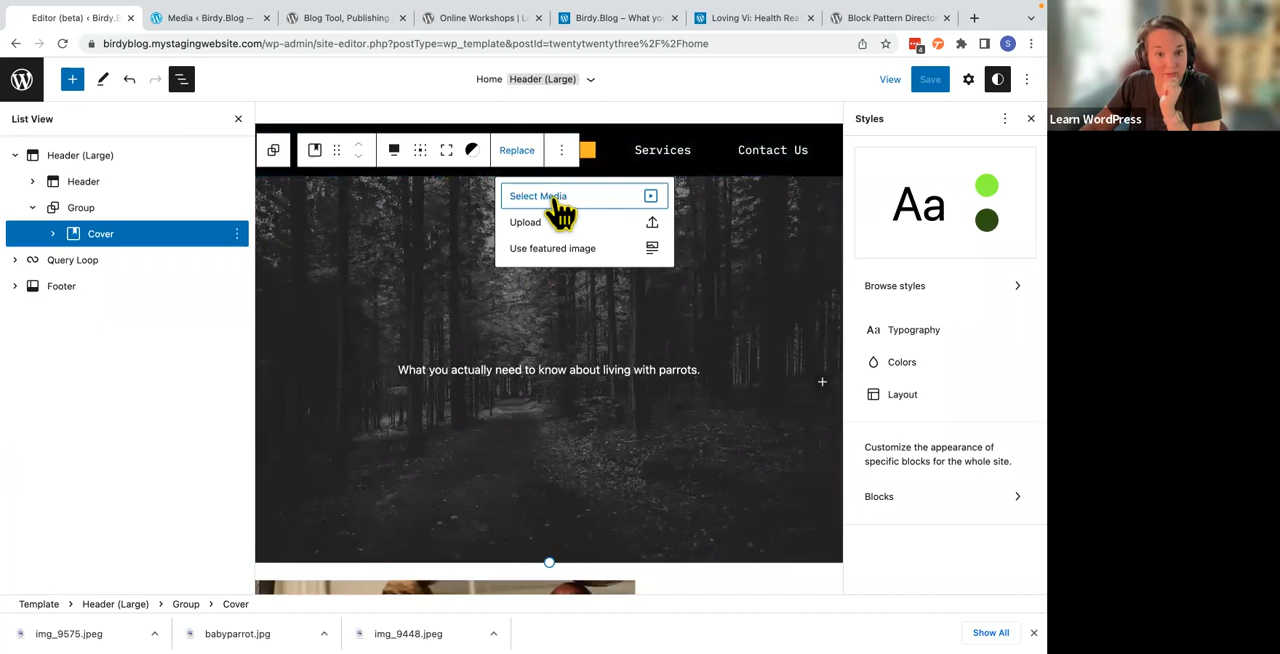 Editor (beta) ‹ Birdy.B
Media ‹ Birdy.Blog —
Blog Tool, Publishing
Online Workshops | L
Birdy.Blog – What yo
Loving Vi: Health Rea
Block Pattern Directo
birdyblog.mystagingwebsite.com/wp-admin/site-editor.php?postType=wp_template&postId=twentytwentythree%2F%2Fhome
4
S
Home Header (Large)
View
Save
List View
Styles
Learn WordPress
Header (Large)
Header
Group
Cover
Query Loop
Footer
Replace
Services
Contact Us
Select Media
Upload
Use featured image
What you actually need to know about living with parrots.
Aa
Browse styles
Aa Typography
Colors
Layout
Customize the appearance of
specific blocks for the whole site.
Blocks
Template > Header (Large) > Group > Cover
img_9575.jpeg
babyparrot.jpg
img_9448.jpeg
Show All